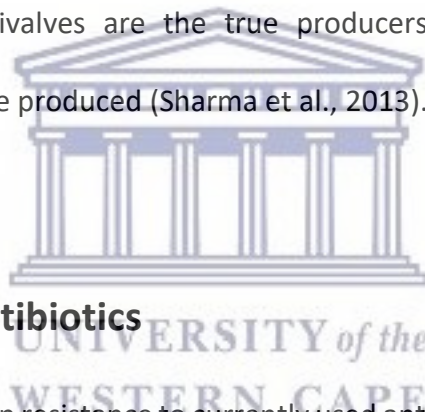 ivalves are the true producers
e produced (Sharma et al., 2013).
tibiotics
UNIVERSITY of the
WESTERN CAPE
n resistance to currently used ant